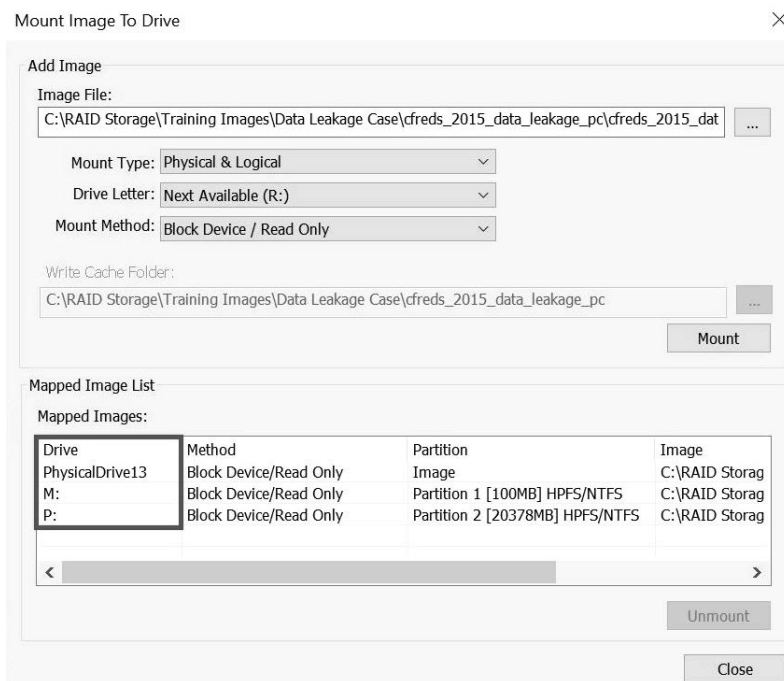 Mount Image To Drive
Add Image
Image File:
C:\RAID Storage\Training Images\Data Leakage Case\cfreds_2015_data_leakage_pc\cfreds_2015_dat ...
Mount Type: Physical & Logical
Drive Letter: Next Available (R:)
Mount Method: Block Device / Read Only
Write Cache Folder:
C:\RAID Storage\Training Images\Data Leakage Case\cfreds_2015_data_leakage_pc ...
Mount
Mapped Image List
Mapped Images:
Drive Method Partition Image
PhysicalDrive13 Block Device/Read Only Image C:\RAID Storag
M: Block Device/Read Only Partition 1 [100MB] HPFS/NTFS C:\RAID Storag
P: Block Device/Read Only Partition 2 [20378MB] HPFS/NTFS C:\RAID Storag
Unmount
Close